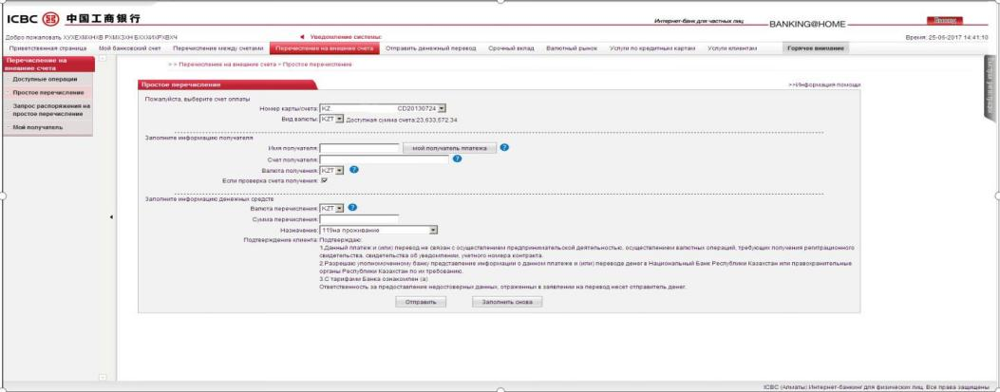 ICBC 中国工商银行
Интернет-банк для частных лиц BANKING@HOME Выход
Добро пожаловать ХУХЕХМХНХВ РХМХЗХН БХХХИХРХВХЧ Уведомление системы: Время: 25-05-2017 14:41:10
Приветственная страница Мой банковский счет Перечисление между счетами Перечисление на внешние счета Отправить денежный перевод Срочный вклад Валютный рынок Услуги по кредитным картам Услуги клиентам Горячее внимание
Перечисление на внешние счета
Доступные операции
Простое перечисление
Запрос распоряжения на простое перечисление
Мой получатель
> > Перечисление на внешние счета > Простое перечисление
Простое перечисление >>Информация помощи
Пожалуйста, выберите счет оплаты
Номер карты/счета: KZ CD20130724
Вид валюты: KZT Доступная сумма счета:23,933,572.34
Заполните информацию получателя
Имя получателя: мой получатель платежа ?
Счет получателя: ?
Валюта получения: KZT ?
Если проверка счета получения:
Заполните информацию денежных средств
Валюта перечисления: KZT ?
Сумма перечисления:
Назначение: 119на проживание
Подтверждение клиента: Подтверждаю:
1.Данный платеж и (или) перевод не связан с осуществлением предпринимательской деятельностью, осуществлением валютных операций, требующих получения регитрационного
свидетельства, свидетельства об уведомлении, учетного номера контракта.
2.Разрешаю уполномоченному банку представление информации о данном платеже и (или) переводе денег в Национальный Банк Республики Казахстан или правоохранительные
органы Республики Казахстан по их требованию.
3.С тарифами Банка ознакомлен (а)
Ответственность за предоставление недостоверных данных, отраженных в заявлении на перевод несет отправитель денег.
Отправить Заполнить снова
ICBC (Алматы) Интернет-банкинг для физических лиц, Все права защищены